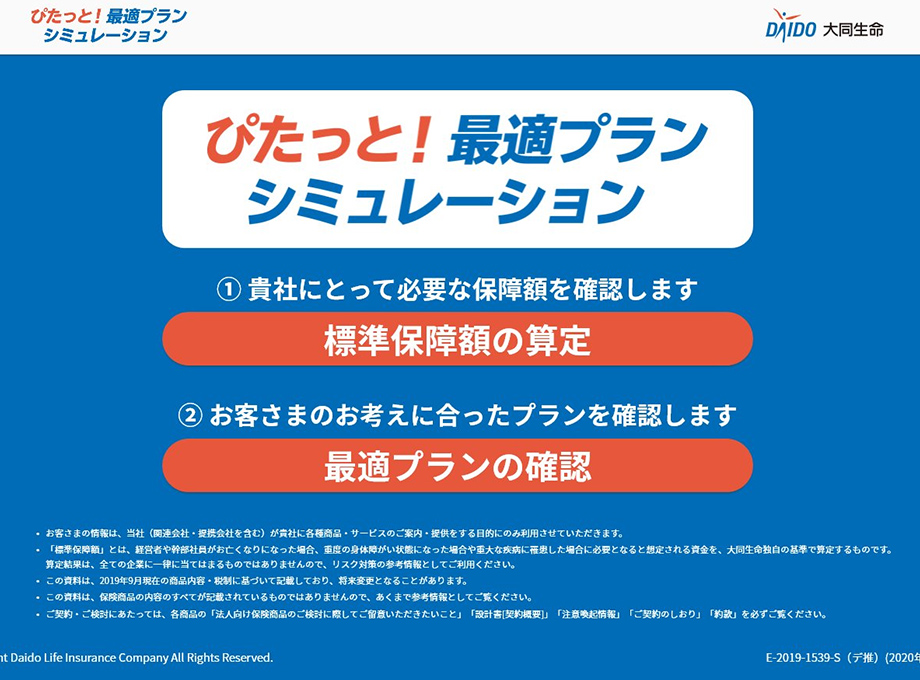 ぴたっと！最適プラン
シミュレーション
DAIDO 大同生命
ぴたっと！最適プラン
シミュレーション
① 貴社にとって必要な保障額を確認します
標準保障額の算定
② お客さまのお考えに合ったプランを確認します
最適プランの確認
• お客さまの情報は、当社（関連会社・提携会社を含む）が貴社に各種商品・サービスのご案内・提供をする目的にのみ利用させていただきます。
• 「標準保障額」とは、経営者や幹部社員がお亡くなりになった場合、重度の身体障がい状態になった場合や重大な疾病に罹患した場合に必要となると想定される資金を、大同生命独自の基準で算定するものです。
算定結果は、全ての企業に一律に当てはまるものではありませんので、リスク対策の参考情報としてご利用ください。
• この資料は、2019年9月現在の商品内容・税制に基づいて記載しており、将来変更となることがあります。
• この資料は、保険商品の内容のすべてが記載されているものではありませんので、あくまで参考情報としてご覧ください。
• ご契約・ご検討にあたっては、各商品の「法人向け保険商品のご検討に際してご留意いただきたいこと」「設計書[契約概要]」「注意喚起情報」「ご契約のしおり」「約款」を必ずご覧ください。
nt Daido Life Insurance Company All Rights Reserved.
E-2019-1539-S（デ推）(2020年